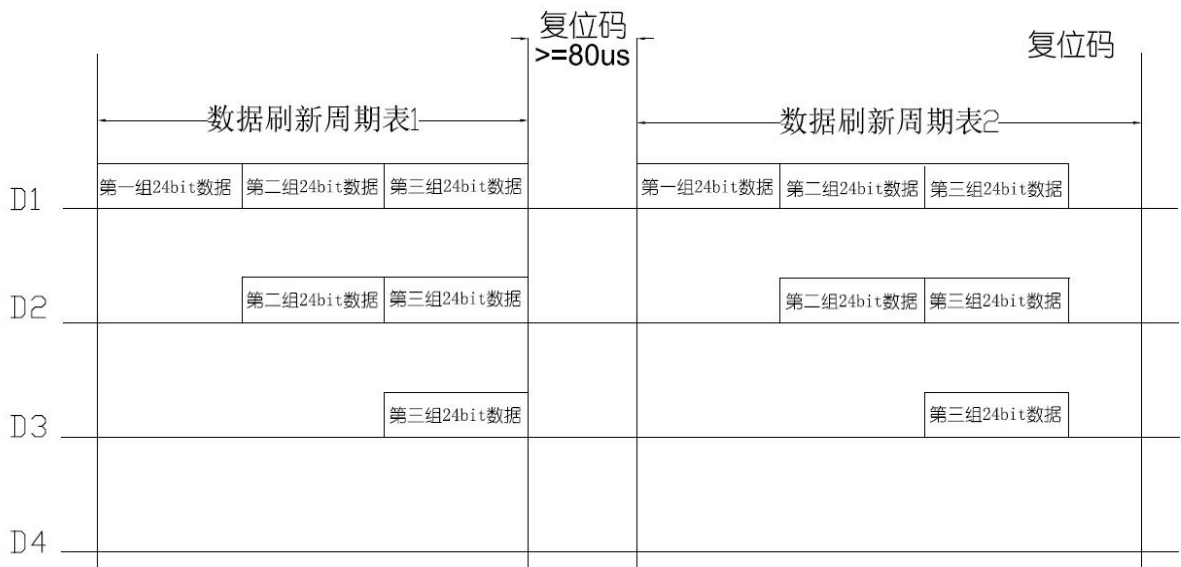 复位码
>=80us
复位码
数据刷新周期表1
数据刷新周期表2
D1
第一组24bit数据 第二组24bit数据 第三组24bit数据
第一组24bit数据 第二组24bit数据 第三组24bit数据
D2
第二组24bit数据 第三组24bit数据
第二组24bit数据 第三组24bit数据
D3
第三组24bit数据
第三组24bit数据
D4